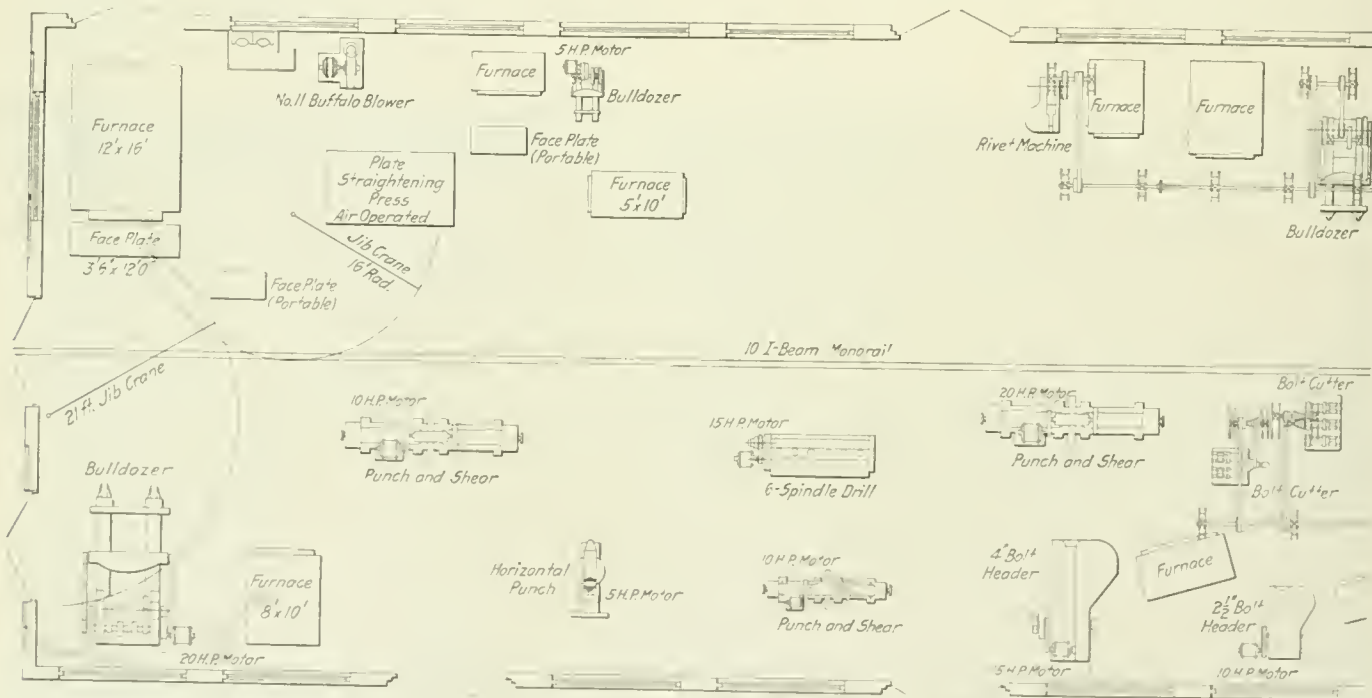 5 H.P. Motor
Furnace
No.11 Buffalo Blower
Bulldozer
Furnace
12' x 16'
Face Plate
(Portable)
Plate
Straightening
Press
Air Operated
Furnace
5'x10'
Rivet Machine
Furnace
Furnace
Bulldozer
Face Plate
3'6" x 12'0"
Jib Crane
16' Rad.
Face Plate
(Portable)
10 I-Beam Monorail
21 ft. Jib Crane
10 H.P. Motor
Punch and Shear
15 H.P. Motor
6-Spindle Drill
20 H.P. Motor
Punch and Shear
Bolt Cutter
Bolt Cutter
Bulldozer
20 H.P. Motor
Furnace
8'x10'
Horizontal
Punch
5 H.P. Motor
10 H.P. Motor
Punch and Shear
4" Bolt
Header
15 H.P. Motor
Furnace
2½" Bolt
Header
10 H.P. Motor